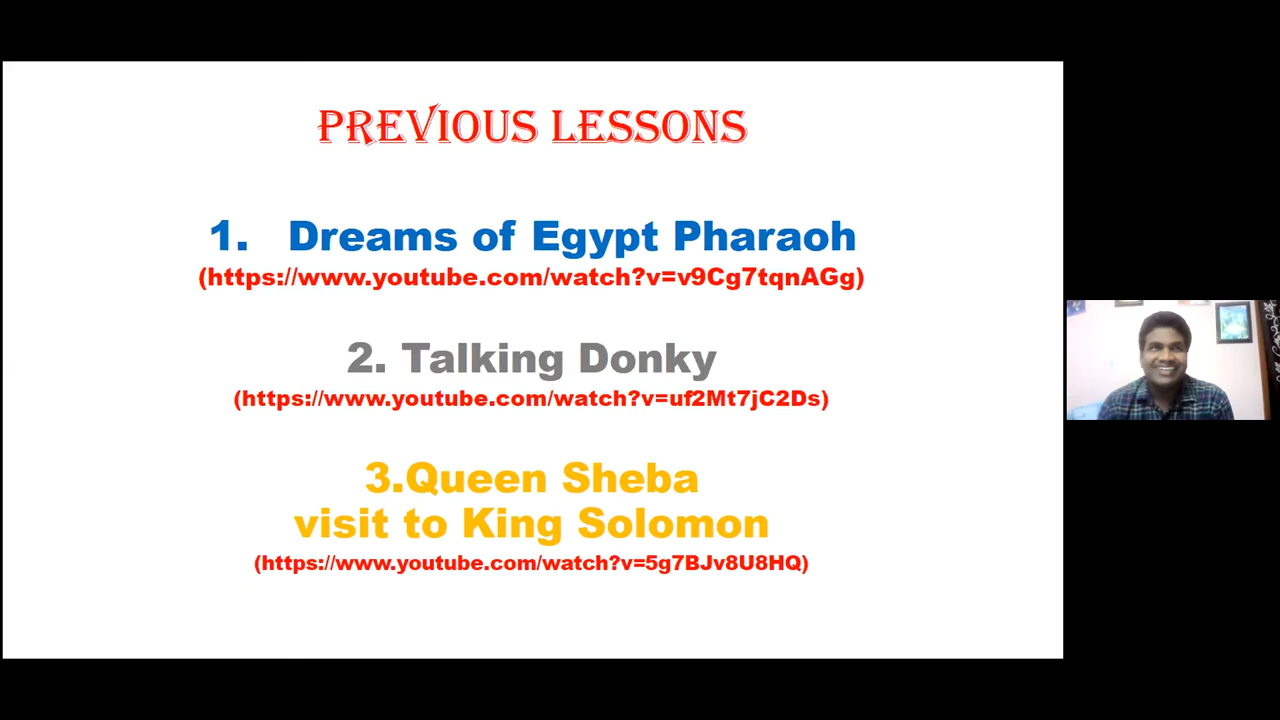 PREVIOUS LESSONS
1. Dreams of Egypt Pharaoh
(https://www.youtube.com/watch?v=v9Cg7tqnAGg)
2. Talking Donky
(https://www.youtube.com/watch?v=uf2Mt7jC2Ds)
3.Queen Sheba
visit to King Solomon
(https://www.youtube.com/watch?v=5g7BJv8U8HQ)